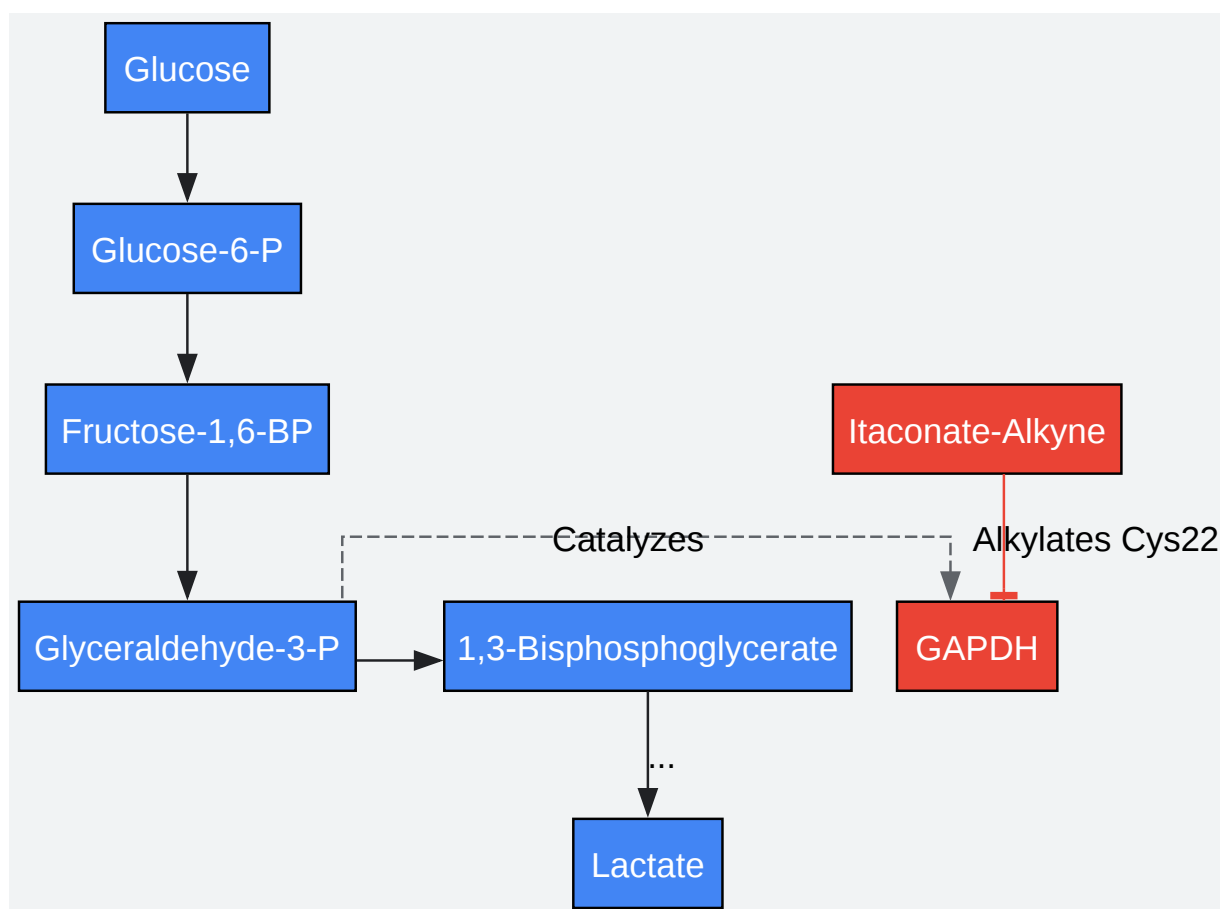 Glucose
Glucose-6-P
Fructose-1,6-BP
Itaconate-Alkyne
Catalyzes
Alkylates Cys22
Glyceraldehyde-3-P
1,3-Bisphosphoglycerate
GAPDH
...
Lactate